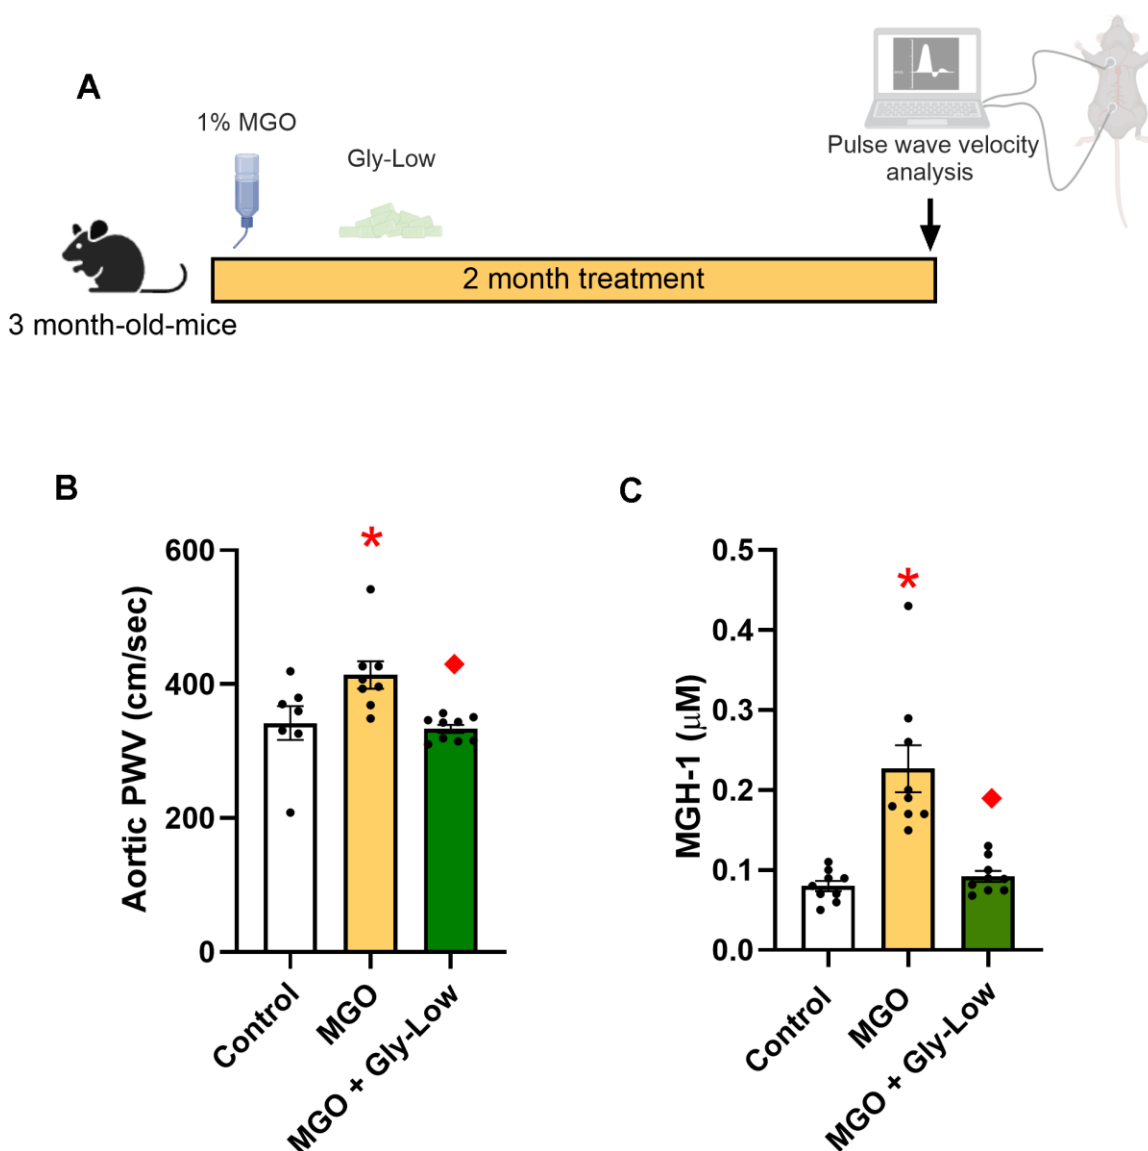 A
1% MGO
Gly-Low
Pulse wave velocity
analysis
2 month treatment
3 month-old-mice
B
Aortic PWV (cm/sec)
600
400
200
0
*
Control
MGO
MGO + Gly-Low
C
MGH-1 (μM)
0.5
0.4
0.3
0.2
0.1
0.0
*
Control
MGO
MGO + Gly-Low